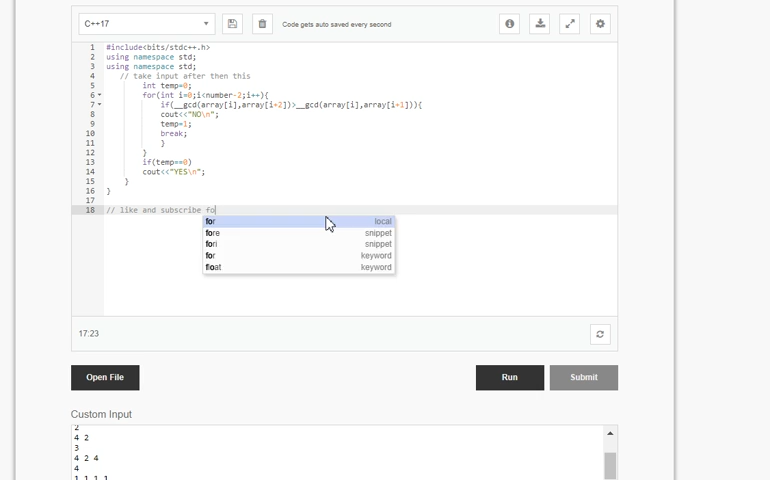 C++17
Code gets auto saved every second
1 #include<bits/stdc++.h>
2 using namespace std;
3 using namespace std;
4 // take input after then this
5 int temp=0;
6 for(int i=0;i<number-2;i++){
7 if(__gcd(array[i],array[i+2])>__gcd(array[i],array[i+1])){
8 cout<<"NO\n";
9 temp=1;
10 break;
11 }
12 }
13 if(temp==0)
14 cout<<"YES\n";
15 }
16 }
17
18 // like and subscribe fo
for local
fore snippet
fori snippet
for keyword
float keyword
17:23
Open File
Run
Submit
Custom Input
2
4 2
3
4 2 4
4
1 1 1 1